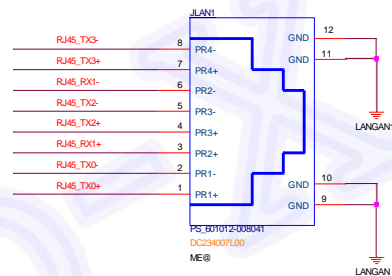 JLAN1
RJ45_TX3- 8 PR4- GND 12
RJ45_TX3+ 7 PR4+ GND 11
RJ45_RX1- 6 PR2-
RJ45_TX2- 5 PR3-
RJ45_TX2+ 4 PR3+ LANGAN
RJ45_RX1+ 3 PR2+
RJ45_TX0- 2 PR1- GND 10
RJ45_TX0+ 1 PR1+ GND 9
PS_601012-008041
DC234007L00
ME@ LANGAN